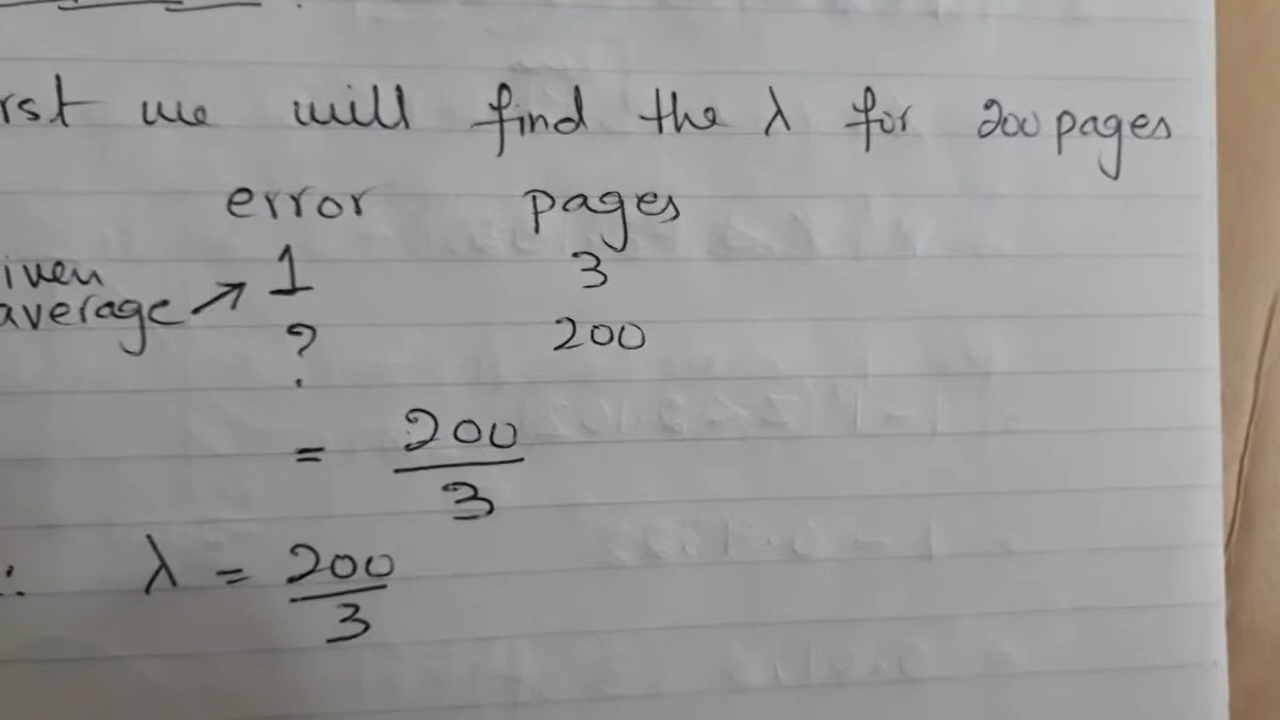 rst we will find the λ for 200 pages
error pages
iven 1 3
average →
? 200
= 200/3
∴ λ = 200/3